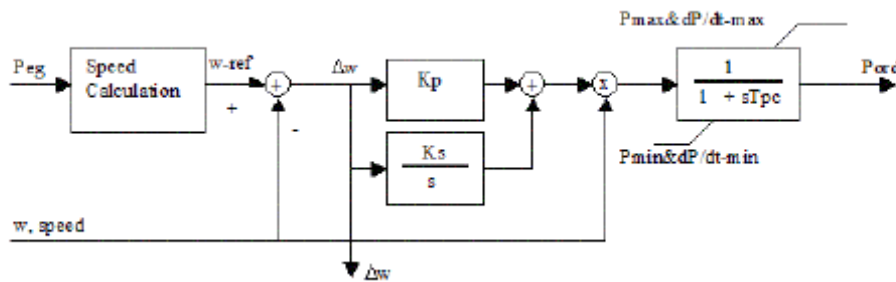 Pmax&dP/dt-max
Peg
Speed
Calculation
w-ref
+
-
+
Δw
Kp
+
x
1
1 + sTpc
Pord
Ks
s
Pmin&dP/dt-min
w, speed
Δw